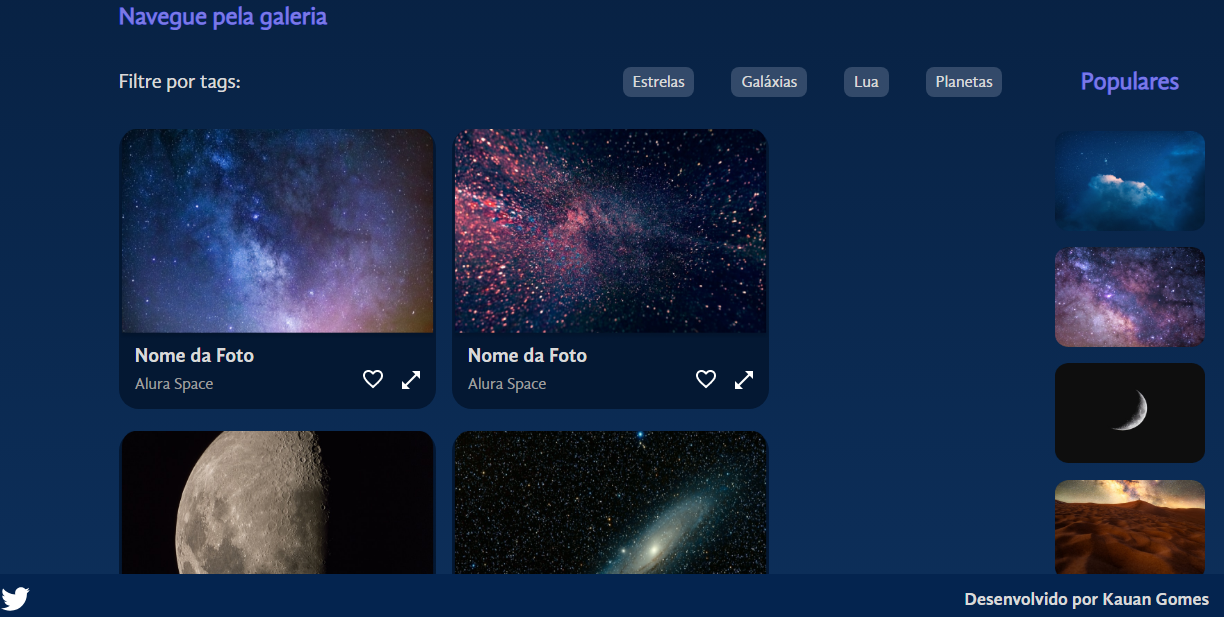 Navegue pela galeria
Filtre por tags:
Estrelas
Galáxias
Lua
Planetas
Populares
Nome da Foto
Alura Space
Nome da Foto
Alura Space
Desenvolvido por Kauan Gomes